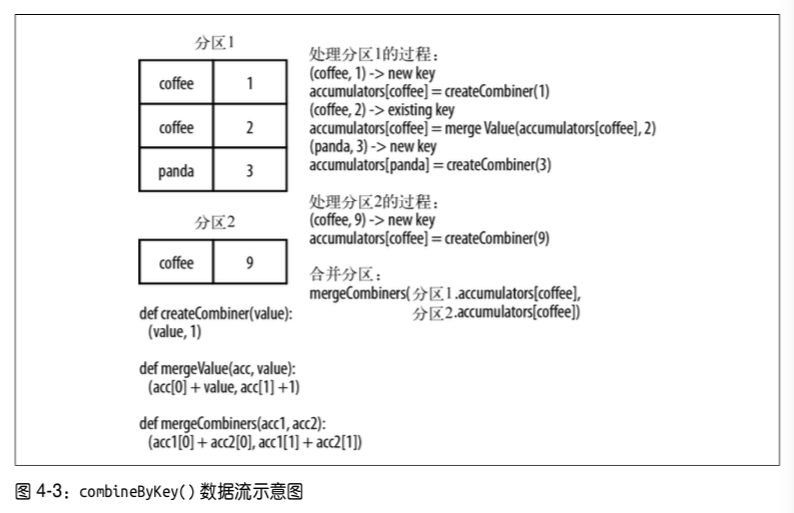 分区1
coffee 1
coffee 2
panda 3
处理分区1的过程：
(coffee, 1) -> new key
accumulators[coffee] = createCombiner(1)
(coffee, 2) -> existing key
accumulators[coffee] = merge Value(accumulators[coffee], 2)
(panda, 3) -> new key
accumulators[panda] = createCombiner(3)
分区2
coffee 9
处理分区2的过程：
(coffee, 9) -> new key
accumulators[coffee] = createCombiner(9)
合并分区：
mergeCombiners( 分区1.accumulators[coffee],
分区2.accumulators[coffee])
def createCombiner(value):
(value, 1)
def mergeValue(acc, value):
(acc[0] + value, acc[1] +1)
def mergeCombiners(acc1, acc2):
(acc1[0] + acc2[0], acc1[1] + acc2[1])
图 4-3：combineByKey() 数据流示意图